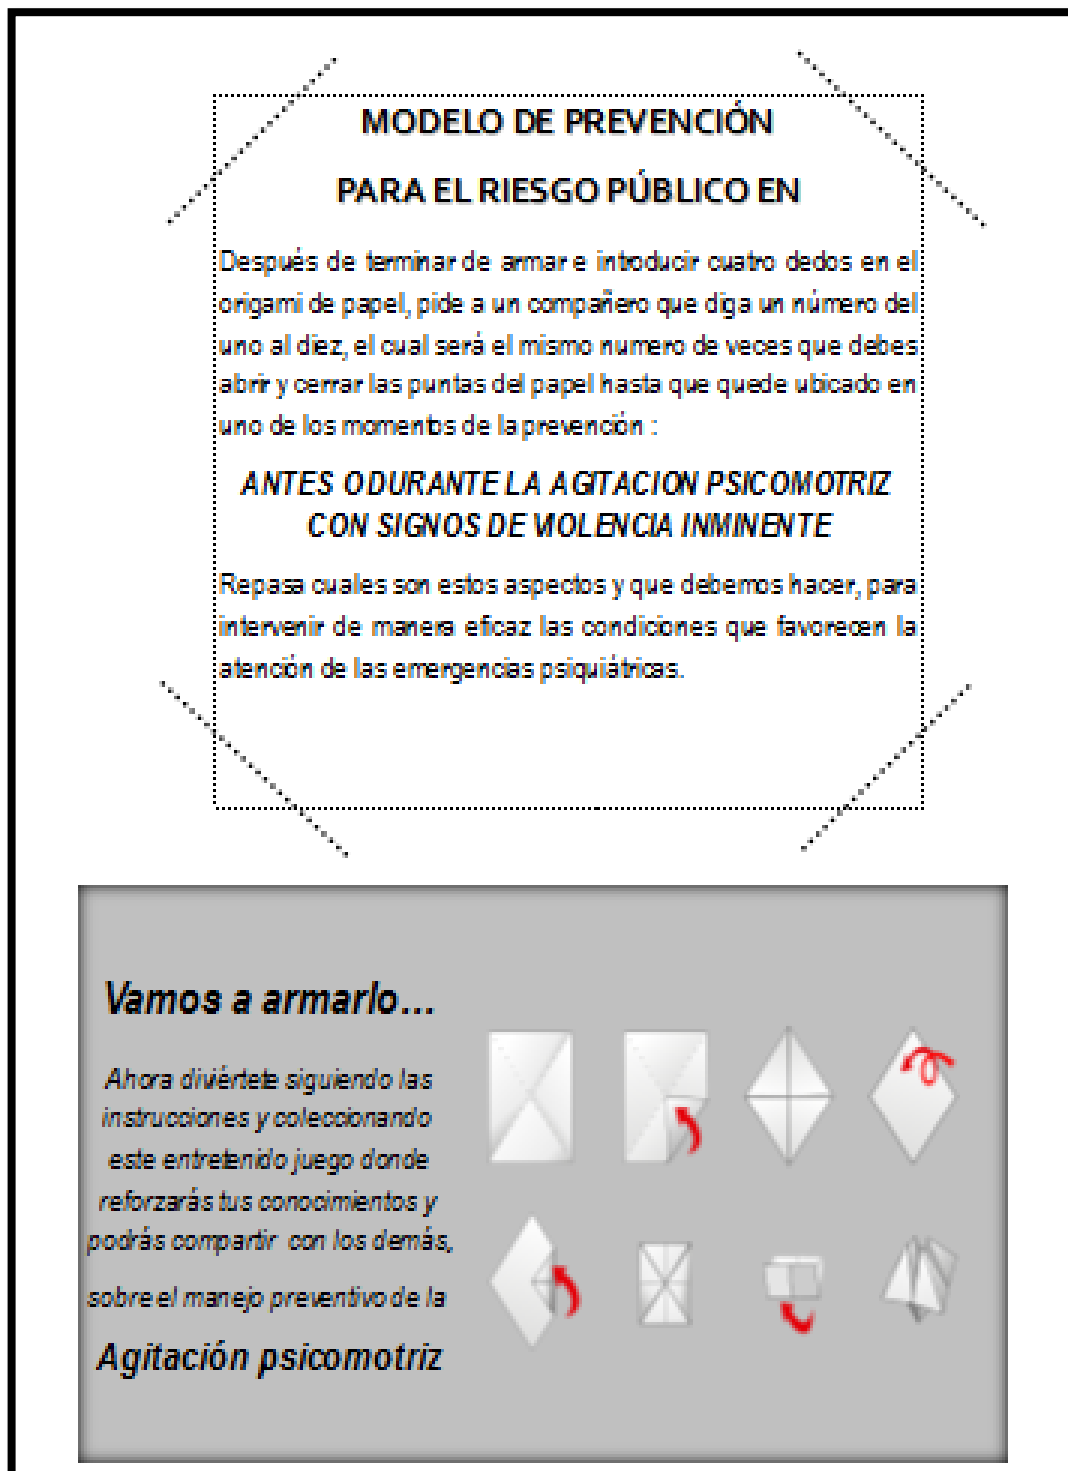 MODELO DE PREVENCIÓN
PARA EL RIESGO PÚBLICO EN
Después de terminar de armar e introducir cuatro dedos en el
origami de papel, pide a un compañero que diga un número del
uno al diez, el cual será el mismo numero de veces que debes
abrir y cerrar las puntas del papel hasta que quede ubicado en
uno de los momentos de la prevención :
ANTES O DURANTE LA AGITACION PSICOMOTRIZ
CON SIGNOS DE VIOLENCIA INMINENTE
Repasa cuales son estos aspectos y que debemos hacer, para
intervenir de manera eficaz las condiciones que favorecen la
atención de las emergencias psiquiátricas.
Vamos a armarlo...
Ahora diviértete siguiendo las
instrucciones y coleccionando
este entretenido juego donde
reforzarás tus conocimientos y
podrás compartir con los demás,
sobre el manejo preventivo de la
Agitación psicomotriz